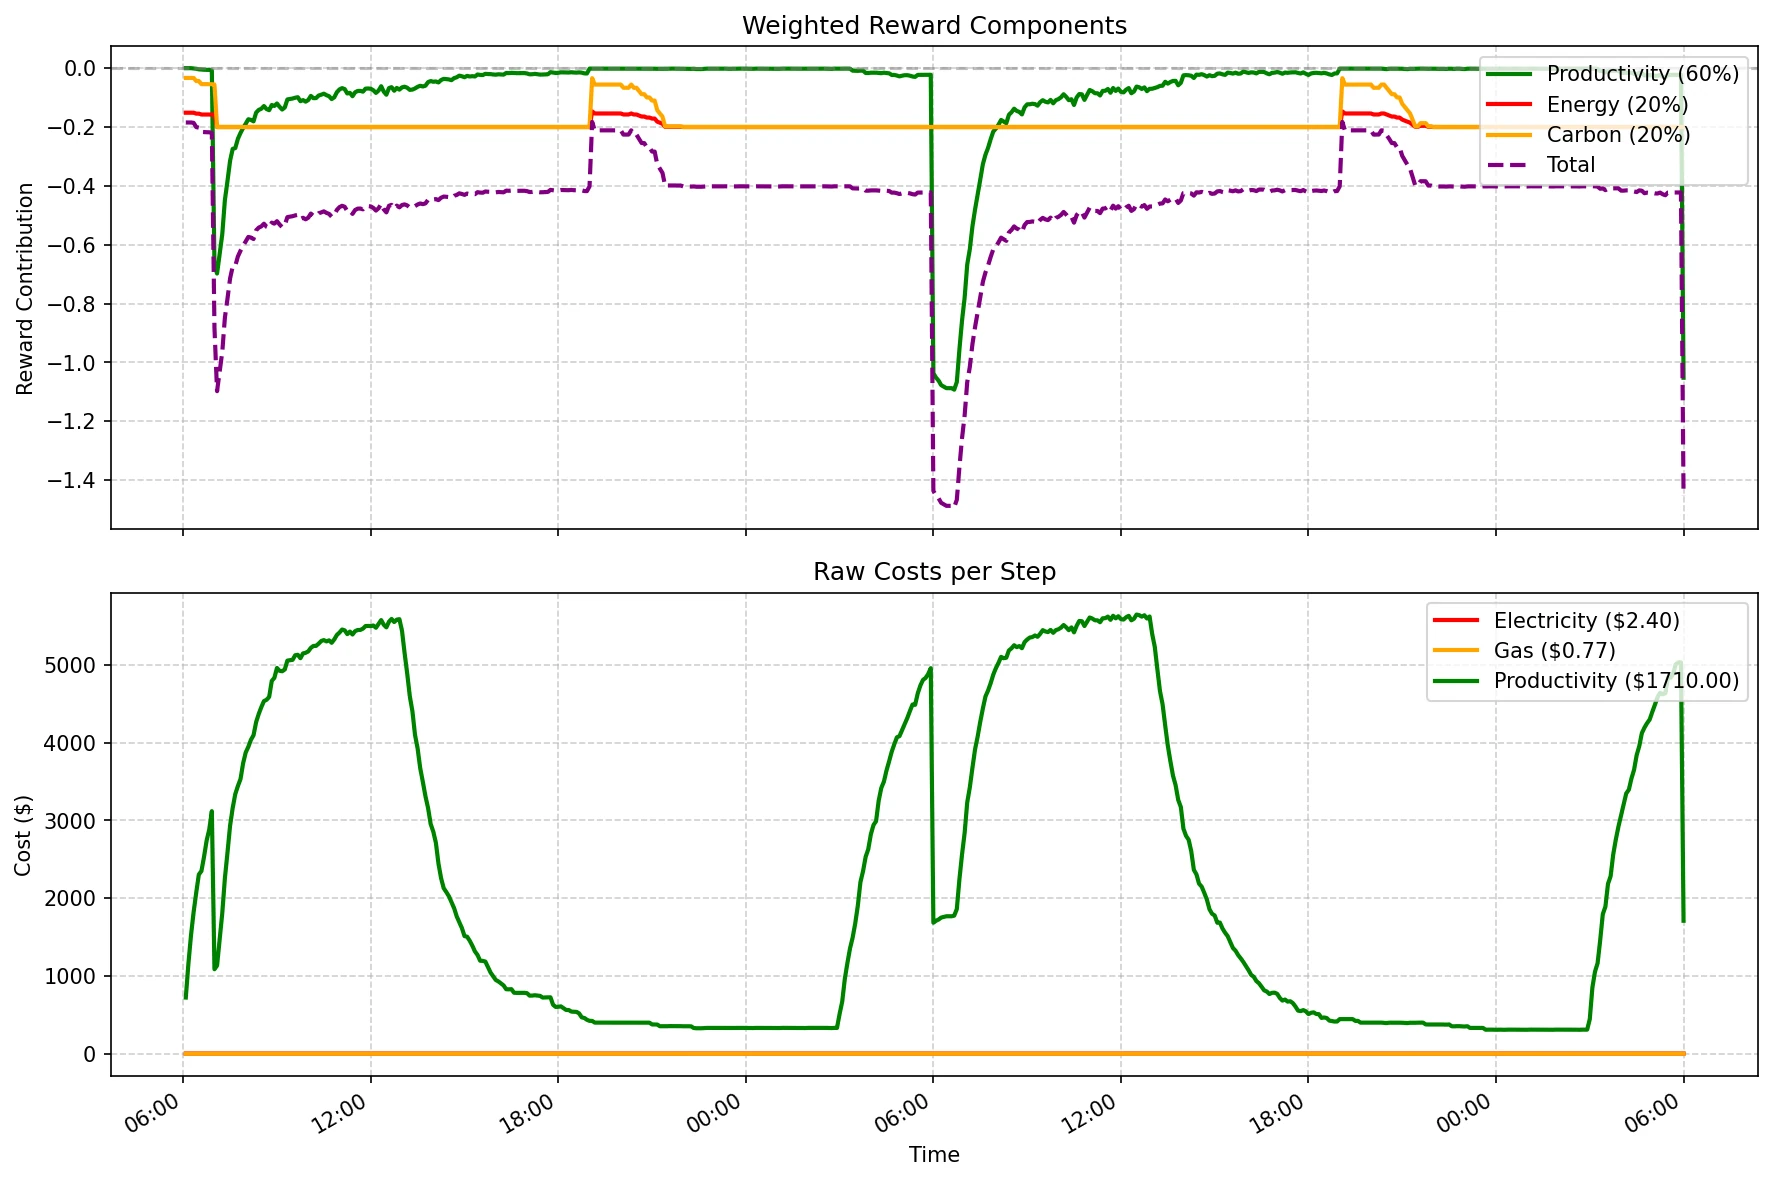 Weighted Reward Components
0.0
−0.2
−0.4
−0.6
−0.8
−1.0
−1.2
−1.4
Reward Contribution
Productivity (60%)
Energy (20%)
Carbon (20%)
Total
Raw Costs per Step
5000
4000
3000
2000
1000
0
Cost ($)
Electricity ($2.40)
Gas ($0.77)
Productivity ($1710.00)
06:00 12:00 18:00 00:00 06:00 12:00 18:00 00:00 06:00
Time